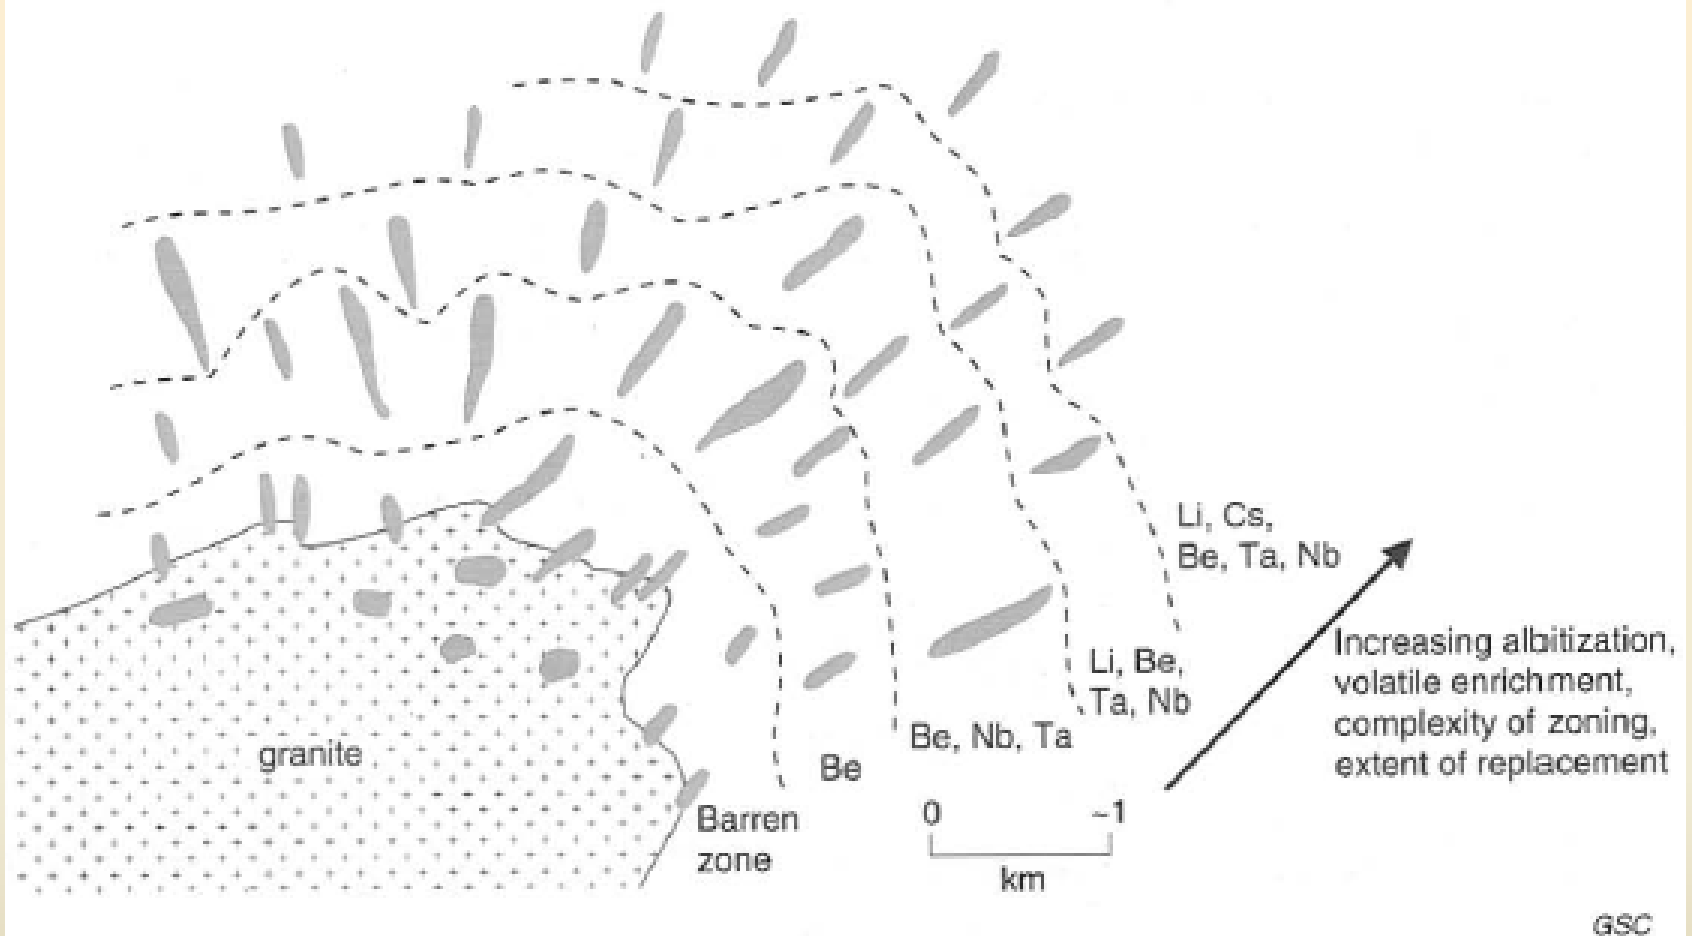 Li, Cs,
Be, Ta, Nb
Increasing albitization,
volatile enrichment,
complexity of zoning,
extent of replacement
Li, Be,
Ta, Nb
Be, Nb, Ta
Be
granite
Barren
zone
0 ~1
km
GSC